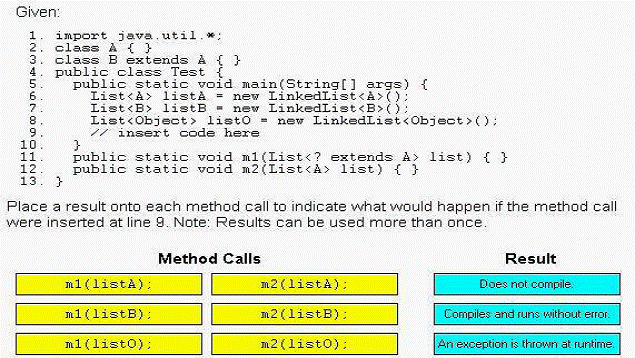 Given:
1. import java.util.*;
2. class A { }
3. class B extends A { }
4. public class Test {
5. public static void main(String[] args) {
6. List<A> listA = new LinkedList<A>();
7. List<B> listB = new LinkedList<B>();
8. List<Object> listO = new LinkedList<Object>();
9. // insert code here
10. }
11. public static void m1(List<? extends A> list) { }
12. public static void m2(List<A> list) { }
13. }
Place a result onto each method call to indicate what would happen if the method call
were inserted at line 9. Note: Results can be used more than once.
Method Calls Result
m1(listA); m2(listA); Does not compile.
m1(listB); m2(listB); Compiles and runs without error.
m1(listO); m2(listO); An exception is thrown at runtime.